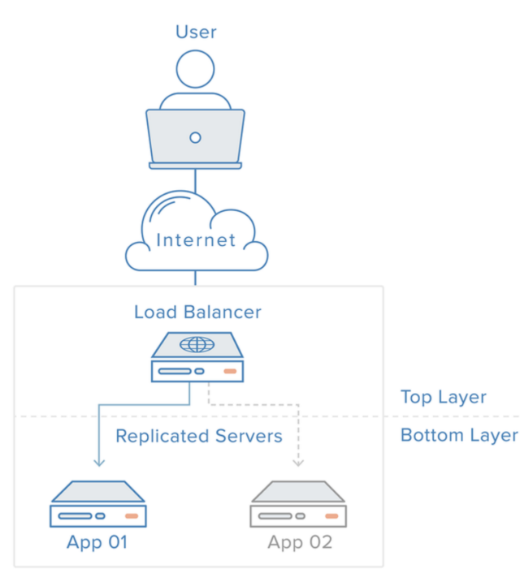 User
Internet
Load Balancer
Top Layer
Replicated Servers
Bottom Layer
App 01
App 02